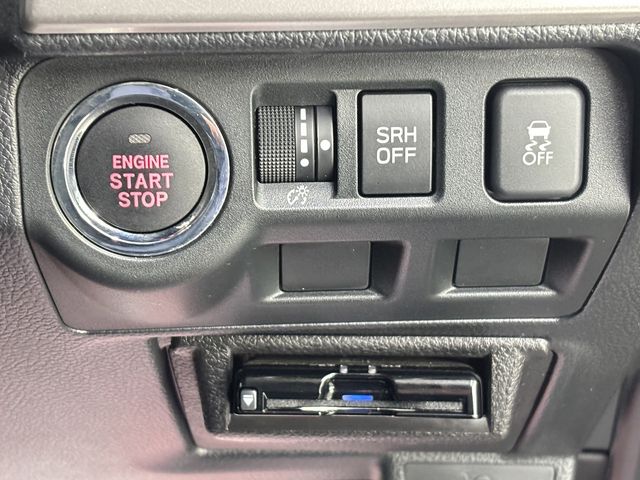 ENGINE
START
STOP
SRH
OFF
OFF